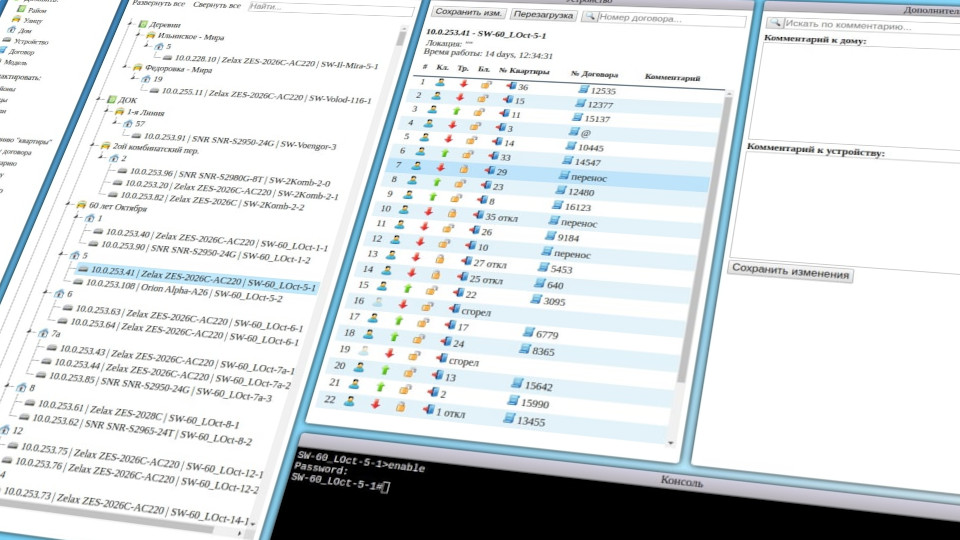 Развернуть все Свернуть все Найти...
Район
Улицу
Дом
Устройство
Договор
Модель
"квартиры"
договора
Деревни
Ильинское - Мира
5
10.0.228.10 | Zelax ZES-2026C-AC220 | SW-Il-Mira-5-1
Федоровка - Мира
19
10.0.255.11 | Zelax ZES-2026C-AC220 | SW-Volod-116-1
ДОК
1-я Линия
57
10.0.253.91 | SNR SNR-S2950-24G | SW-Voengor-3
2ой комбинатский пер.
2
10.0.253.96 | SNR SNR-S2980G-8T | SW-2Komb-2-0
10.0.253.20 | Zelax ZES-2026C-AC220 | SW-2Komb-2-1
10.0.253.82 | Zelax ZES-2026C | SW-2Komb-2-2
60 лет Октября
1
10.0.253.40 | Zelax ZES-2026C-AC220 | SW-60_LOct-1-1
10.0.253.90 | SNR SNR-S2950-24G | SW-60_LOct-1-2
5
10.0.253.41 | Zelax ZES-2026C-AC220 | SW-60_LOct-5-1
10.0.253.108 | Orion Alpha-A26 | SW-60_LOct-5-2
6
10.0.253.63 | Zelax ZES-2026C-AC220 | SW-60_LOct-6-1
10.0.253.64 | Zelax ZES-2026C-AC220 | SW-60_LOct-6-1
7а
10.0.253.43 | Zelax ZES-2026C-AC220 | SW-60_LOct-7a-1
10.0.253.44 | Zelax ZES-2026C-AC220 | SW-60_LOct-7a-2
10.0.253.85 | SNR SNR-S2950-24G | SW-60_LOct-7a-3
8
10.0.253.61 | Zelax ZES-2028C | SW-60_LOct-8-1
10.0.253.62 | SNR SNR-S2965-24T | SW-60_LOct-8-2
12
10.0.253.75 | Zelax ZES-2026C-AC220 | SW-60_LOct-12-1
10.0.253.76 | Zelax ZES-2026C-AC220 | SW-60_LOct-12-2
10.0.253.73 | Zelax ZES-2026C-AC220 | SW-60_LOct-14-1
Устройство
Сохранить изм. Перезагрузка Номер договора...
10.0.253.41 - SW-60_LOct-5-1
Локация: ""
Время работы: 14 days, 12:34:31
# Кл. Тр. Бл. № Квартиры № Договора Комментарий
1 36 12535
2 15 12377
3 11 15137
4 3 @
5 14 10445
6 33 14547
7 29 перенос
8 23 12480
9 8 16123
10 35 откл перенос
11 26 9184
12 10 перенос
13 27 откл 5453
14 25 откл 640
15 22 3095
16 сгорел
17 17 6779
18 24 8365
19 сгорел
20 13 15642
21 2 15990
22 1 откл 13455
Искать по комментарию...
Комментарий к дому:
Комментарий к устройству:
Сохранить изменения
Консоль
SW-60_LOct-5-1>enable
Password:
SW-60_LOct-5-1#